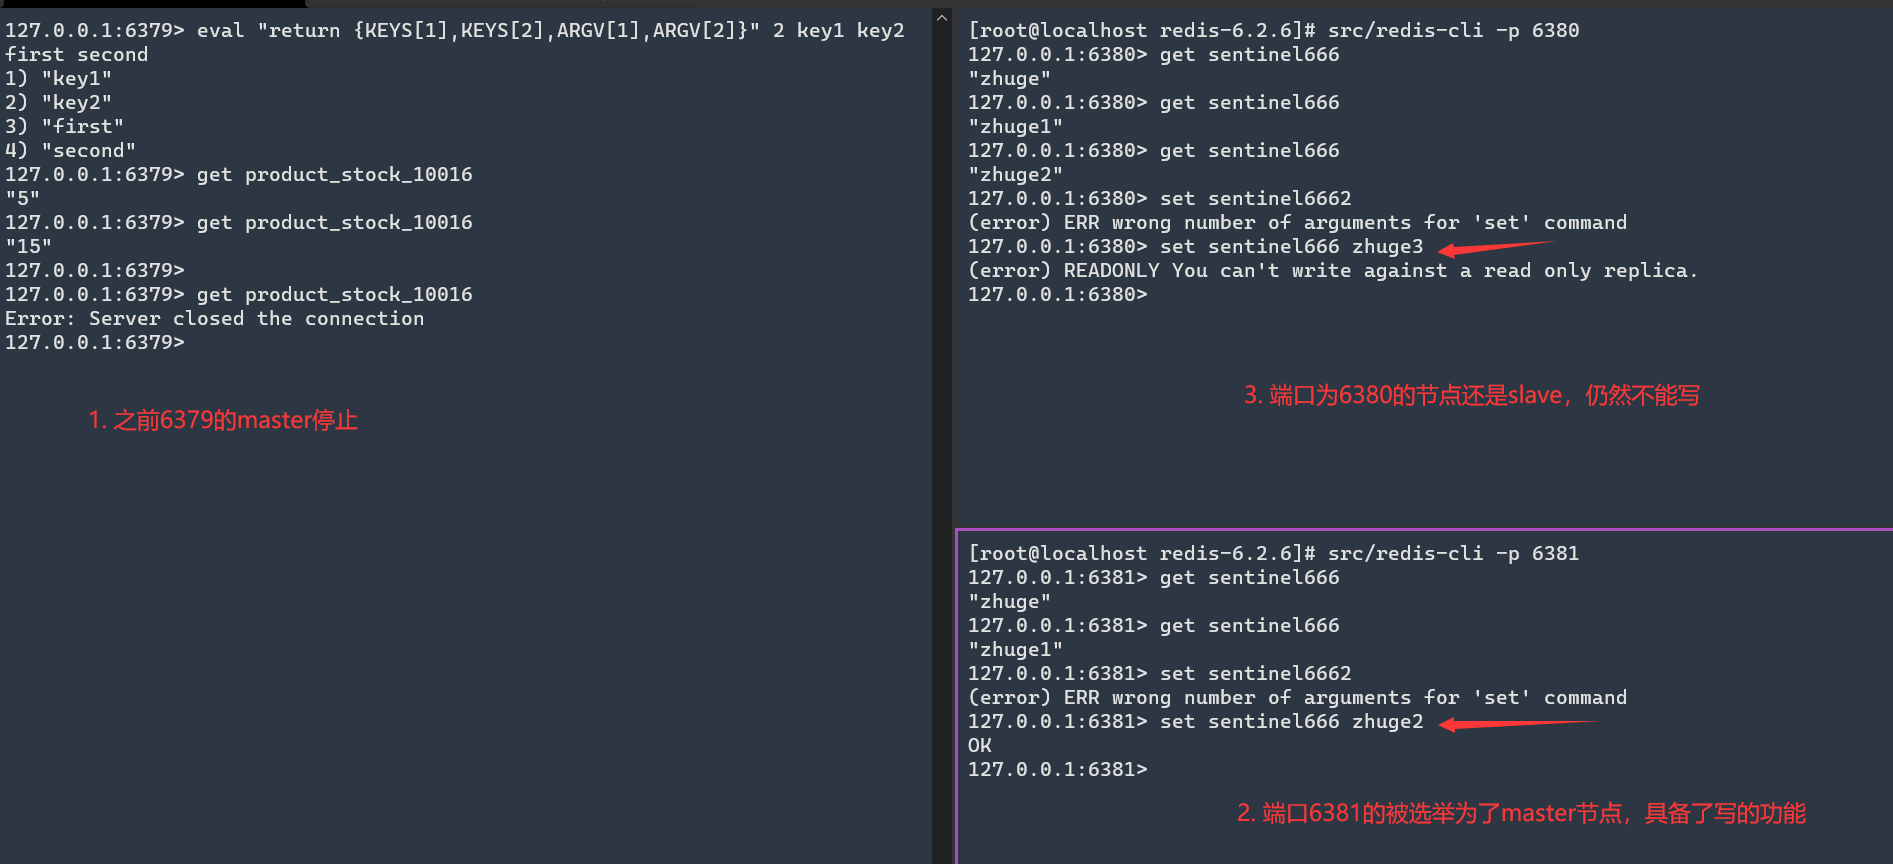 127.0.0.1:6379> eval "return {KEYS[1],KEYS[2],ARGV[1],ARGV[2]}" 2 key1 key2
first second
1) "key1"
2) "key2"
3) "first"
4) "second"
127.0.0.1:6379> get product_stock_10016
"5"
127.0.0.1:6379> get product_stock_10016
"15"
127.0.0.1:6379>
127.0.0.1:6379> get product_stock_10016
Error: Server closed the connection
127.0.0.1:6379>
1. 之前6379的master停止
[root@localhost redis-6.2.6]# src/redis-cli -p 6380
127.0.0.1:6380> get sentinel666
"zhuge"
127.0.0.1:6380> get sentinel666
"zhuge1"
127.0.0.1:6380> get sentinel666
"zhuge2"
127.0.0.1:6380> set sentinel6662
(error) ERR wrong number of arguments for 'set' command
127.0.0.1:6380> set sentinel666 zhuge3
(error) READONLY You can't write against a read only replica.
127.0.0.1:6380>
3. 端口为6380的节点还是slave，仍然不能写
[root@localhost redis-6.2.6]# src/redis-cli -p 6381
127.0.0.1:6381> get sentinel666
"zhuge"
127.0.0.1:6381> get sentinel666
"zhuge1"
127.0.0.1:6381> set sentinel6662
(error) ERR wrong number of arguments for 'set' command
127.0.0.1:6381> set sentinel666 zhuge2
OK
127.0.0.1:6381>
2. 端口6381的被选举为了master节点，具备了写的功能